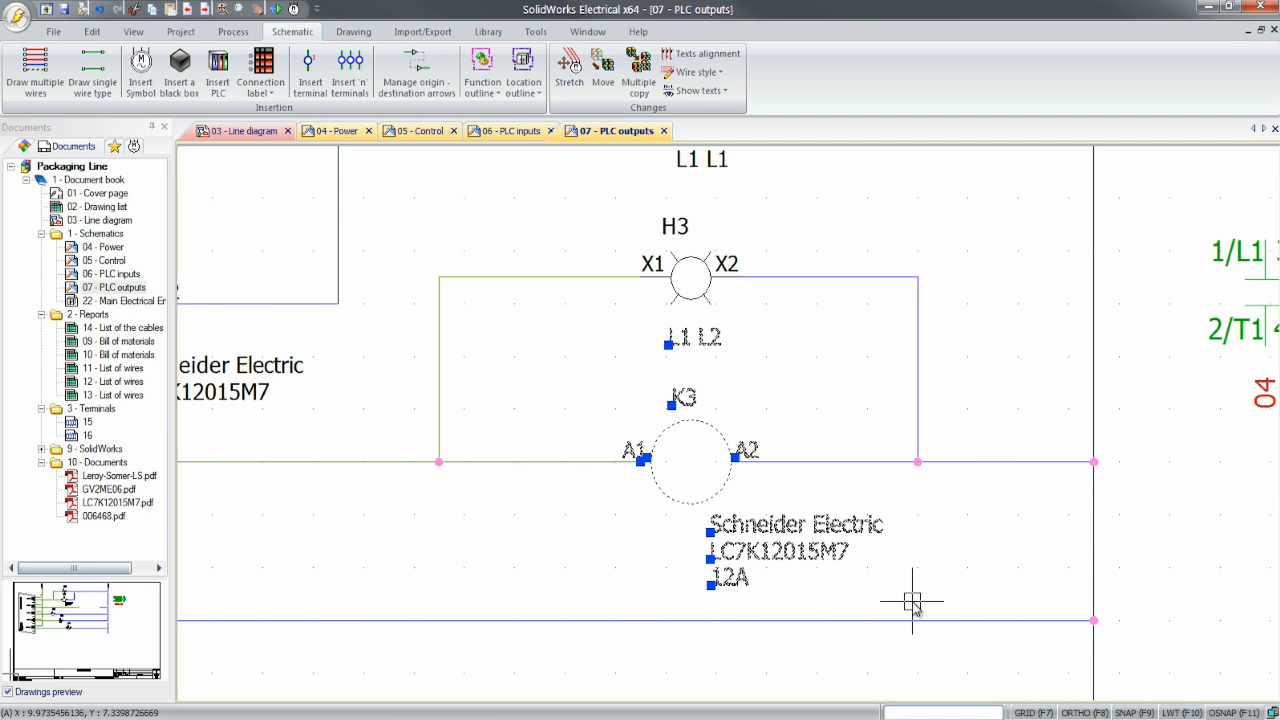 SolidWorks Electrical x64 - [07 - PLC outputs]
File Edit View Project Process Schematic Drawing Import/Export Library Tools Window Help
Draw multiple wires
Draw single wire type
Insert Symbol
Insert a black box
Insert PLC
Connection label
Insert terminal
Insert 'n' terminals
Manage origin - destination arrows
Function outline
Location outline
Stretch
Move
Multiple copy
Texts alignment
Wire style
Show texts
Insertion
Changes
Documents
Documents
03 - Line diagram
04 - Power
05 - Control
06 - PLC inputs
07 - PLC outputs
Packaging Line
1 - Document book
01 - Cover page
02 - Drawing list
03 - Line diagram
1 - Schematics
04 - Power
05 - Control
06 - PLC inputs
07 - PLC outputs
22 - Main Electrical En
2 - Reports
14 - List of the cables
09 - Bill of materials
10 - Bill of materials
11 - List of wires
12 - List of wires
13 - List of wires
3 - Terminals
15
16
9 - SolidWorks
10 - Documents
Leroy-Somer-LS.pdf
GV2ME06.pdf
LC7K12015M7.pdf
006468.pdf
Drawings preview
L1 L1
H3
X1 X2
L1 L2
K3
A1 A2
Schneider Electric
LC7K12015M7
12A
eider Electric
K12015M7
1/L1
2/T1
04
(A) X : 9.9735456136, Y : 7.3398726669
GRID (F7) ORTHO (F8) SNAP (F9) LWT (F10) OSNAP (F11)